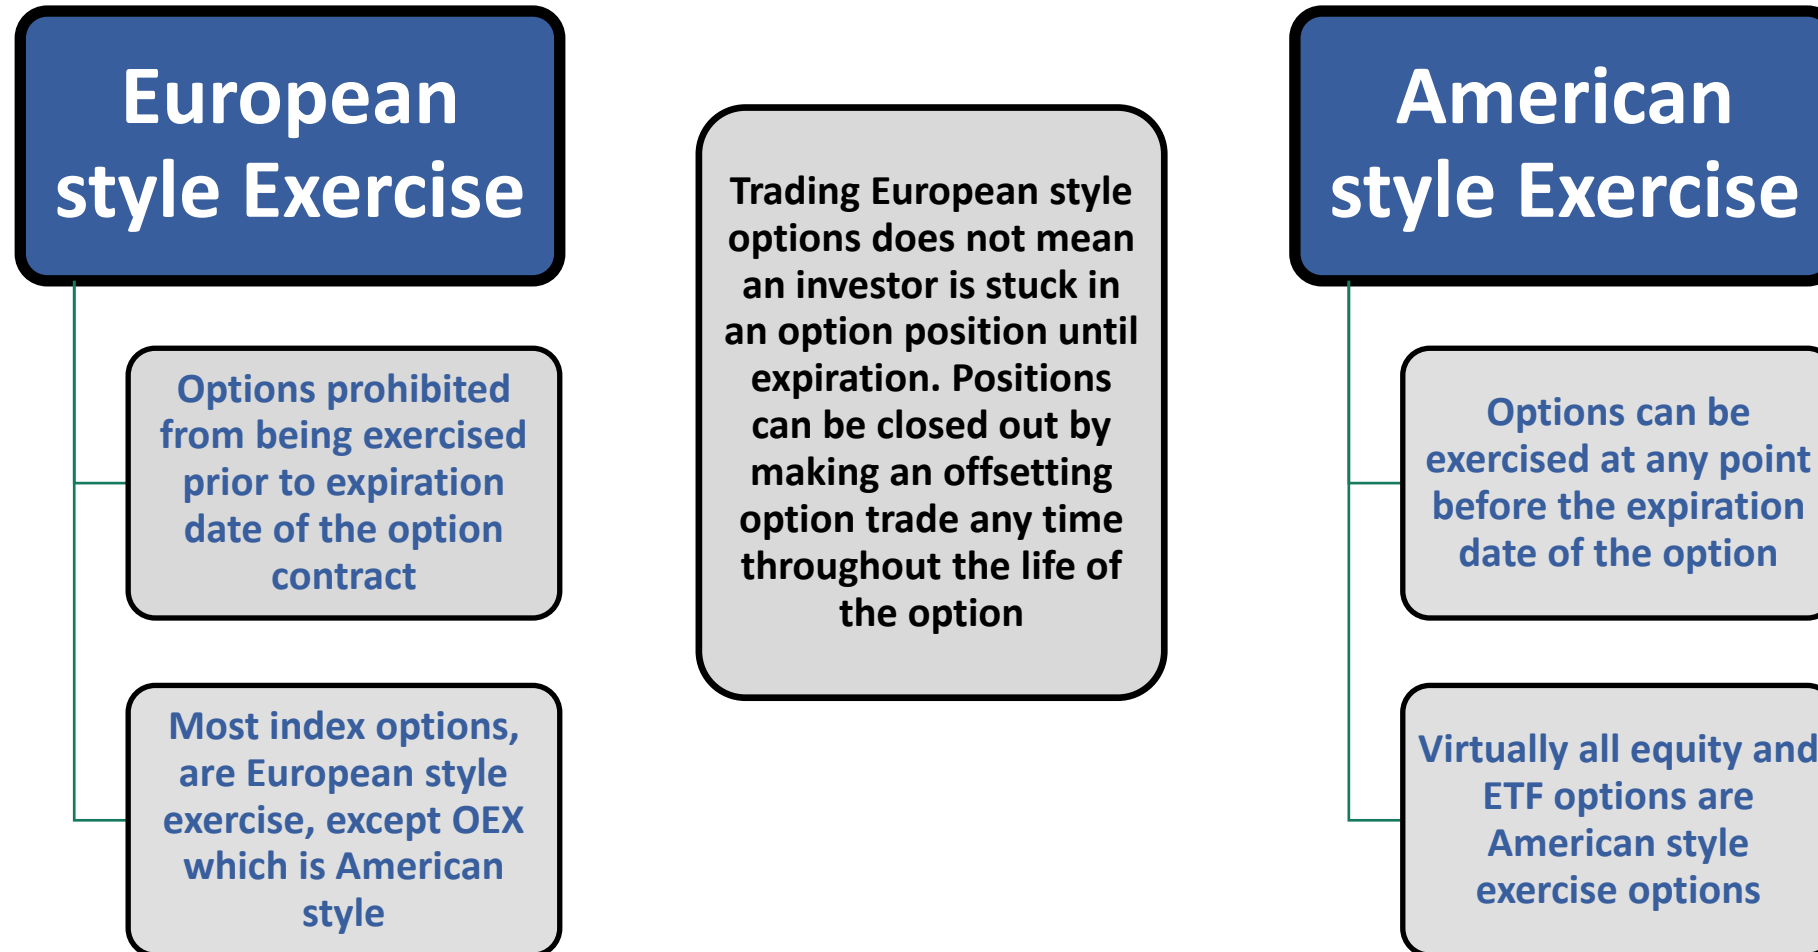 European
style Exercise
Options prohibited
from being exercised
prior to expiration
date of the option
contract
Most index options,
are European style
exercise, except OEX
which is American
style
Trading European style
options does not mean
an investor is stuck in
an option position until
expiration. Positions
can be closed out by
making an offsetting
option trade any time
throughout the life of
the option
American
style Exercise
Options can be
exercised at any point
before the expiration
date of the option
Virtually all equity and
ETF options are
American style
exercise options